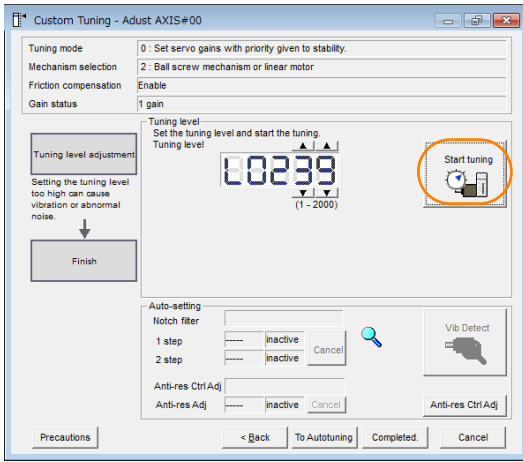 Custom Tuning - Adust AXIS#00
Tuning mode
0 : Set servo gains with priority given to stability.
Mechanism selection
2 : Ball screw mechanism or linear motor
Friction compensation
Enable
Gain status
1 gain
Tuning level adjustment
Setting the tuning level
too high can cause
vibration or abnormal
noise.
Finish
Tuning level
Set the tuning level and start the tuning.
Tuning level
L0239
(1 - 2000)
Start tuning
Auto-setting
Notch filter
1 step
-----
inactive
2 step
-----
inactive
Cancel
Anti-res Ctrl Adj
Anti-res Adj
-----
inactive
Cancel
Vib Detect
Anti-res Ctrl Adj
Precautions
< Back
To Autotuning
Completed.
Cancel